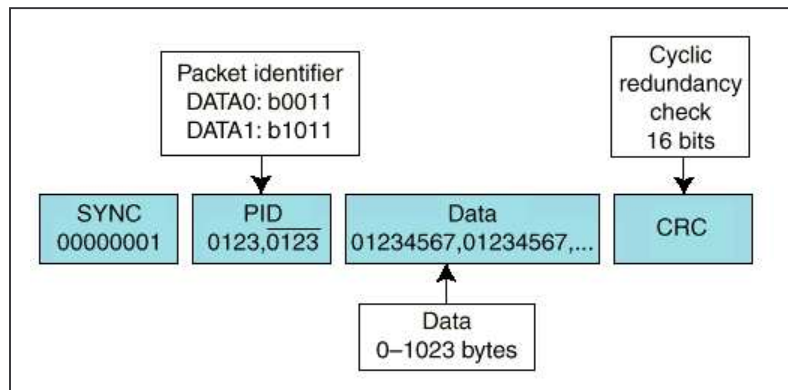 Packet identifier
DATA0: b0011
DATA1: b1011
Cyclic
redundancy
check
16 bits
SYNC
00000001
PID
0123,0123
Data
01234567,01234567,...
CRC
Data
0–1023 bytes